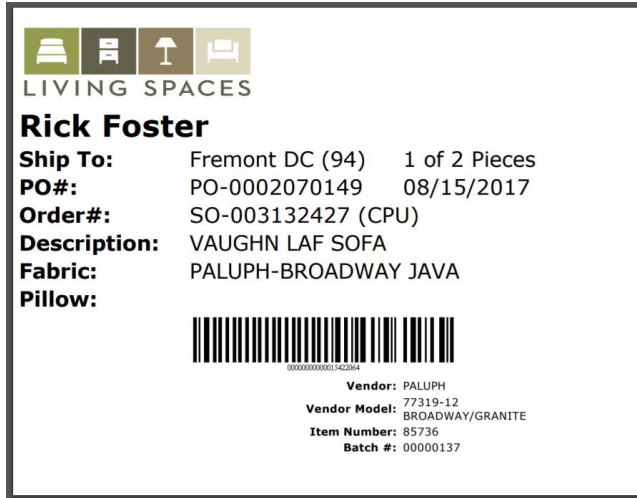 LIVING SPACES
Rick Foster
Ship To: Fremont DC (94) 1 of 2 Pieces
PO#: PO-0002070149 08/15/2017
Order#: SO-003132427 (CPU)
Description: VAUGHN LAF SOFA
Fabric: PALUPH-BROADWAY JAVA
Pillow:
00000000000015422064
Vendor: PALUPH
Vendor Model: 77319-12
BROADWAY/GRANITE
Item Number: 85736
Batch #: 00000137